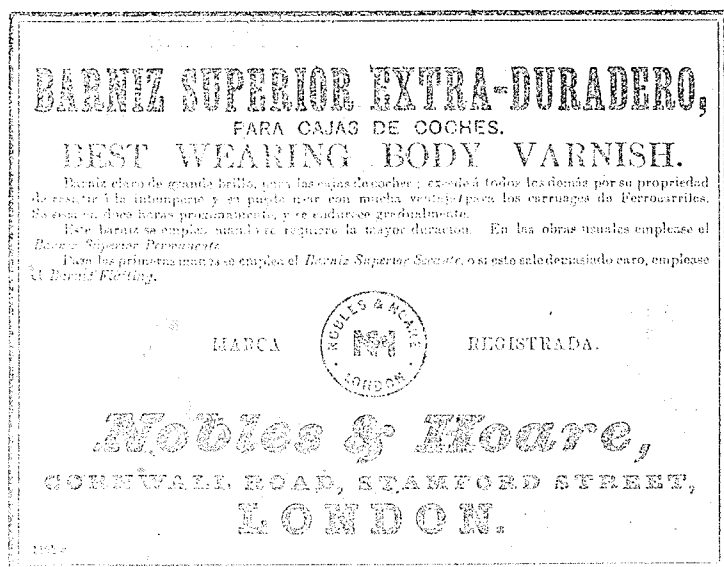 BARNIZ SUPERIOR EXTRA-DURADERO,
PARA CAJAS DE COCHES.
BEST WEARING BODY VARNISH.
Barniz claro de grande brillo, para las cajas de coches; excede á todos los demás por su propriedad
de resistir á la intemperie y se puede usar con mucha ventaja para los carruages de Ferrocarriles.
Se seca en doce horas proximamente, y se endurece gradualmente.
Este barniz se emplea cuando se requiere la mayor duracion. En las obras usuales emplease el
Barniz Superior Permanente.
Para las primeras manos se emplea el Barniz Superior Secante, o si esto sale demasiado caro, emplease
el Barniz Flatting.
MARCA
NOBLES & HOARE
LONDON
REGISTRADA.
Nobles & Hoare,
CORNWALL ROAD, STAMFORD STREET,
LONDON.